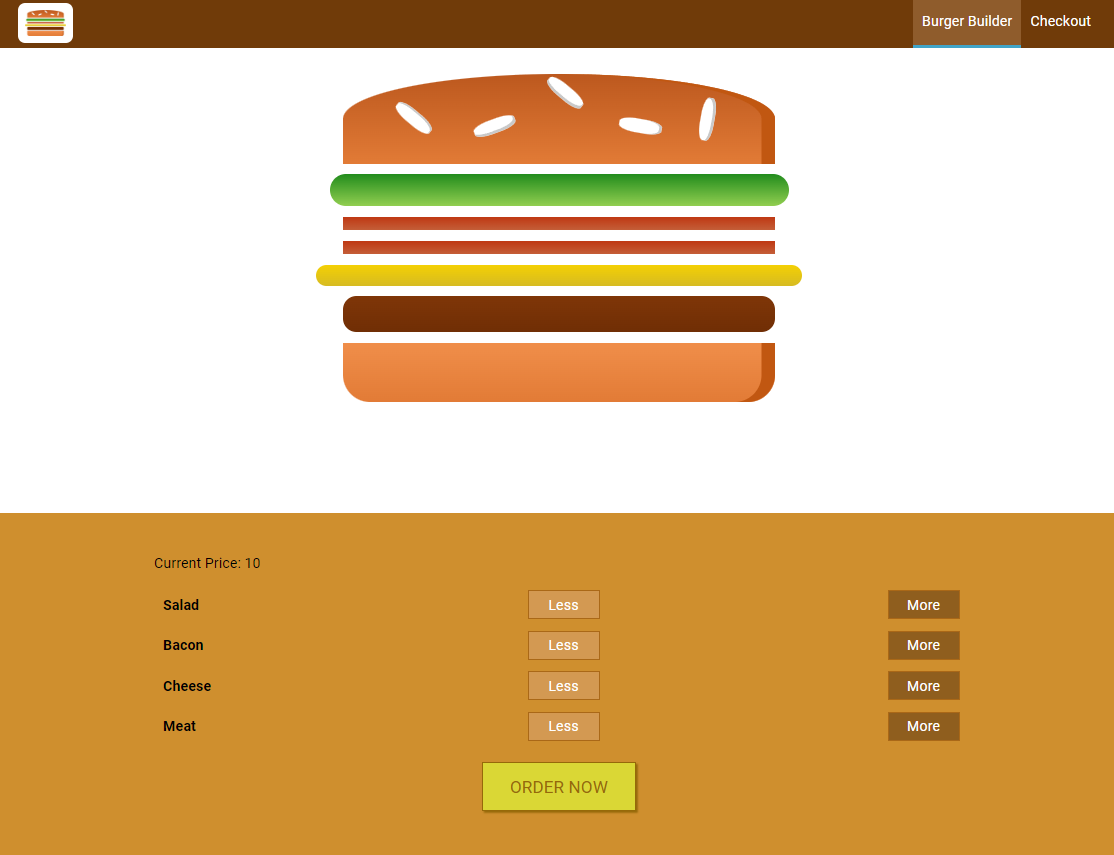 Burger Builder Checkout
Current Price: 10
Salad Less More
Bacon Less More
Cheese Less More
Meat Less More
ORDER NOW